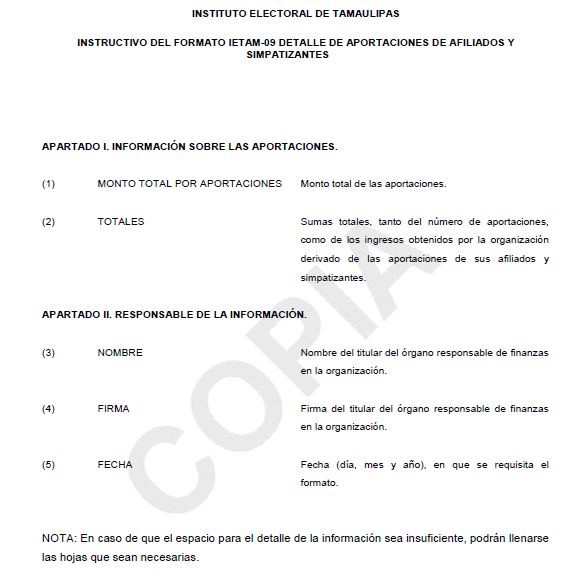 INSTITUTO ELECTORAL DE TAMAULIPAS
INSTRUCTIVO DEL FORMATO IETAM-09 DETALLE DE APORTACIONES DE AFILIADOS Y
SIMPATIZANTES
APARTADO I. INFORMACIÓN SOBRE LAS APORTACIONES.
(1) MONTO TOTAL POR APORTACIONES Monto total de las aportaciones.
(2) TOTALES Sumas totales, tanto del número de aportaciones,
como de los ingresos obtenidos por la organización
derivado de las aportaciones de sus afiliados y
simpatizantes.
APARTADO II. RESPONSABLE DE LA INFORMACIÓN.
(3) NOMBRE Nombre del titular del órgano responsable de finanzas
en la organización.
(4) FIRMA Firma del titular del órgano responsable de finanzas
en la organización.
(5) FECHA Fecha (día, mes y año), en que se requisita el
formato.
NOTA: En caso de que el espacio para el detalle de la información sea insuficiente, podrán llenarse
las hojas que sean necesarias.
COPIA